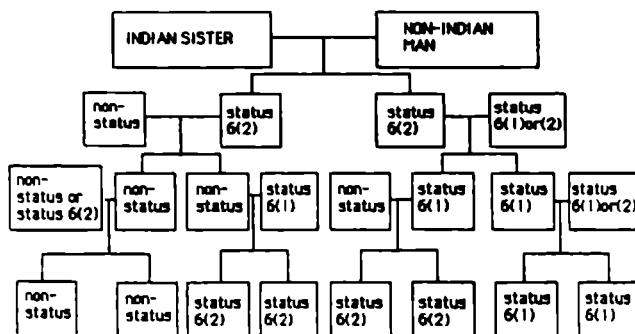 INDIAN SISTER
NON-INDIAN
MAN
non-
status
status
6(2)
status
6(2)
status
6(1)or(2)
non-
status or
status 6(2)
non-
status
non-
status
status
6(1)
non-
status
status
6(1)
status
6(1)
status
6(1)or(2)
non-
status
non-
status
status
6(2)
status
6(2)
status
6(2)
status
6(2)
status
6(1)
status
6(1)